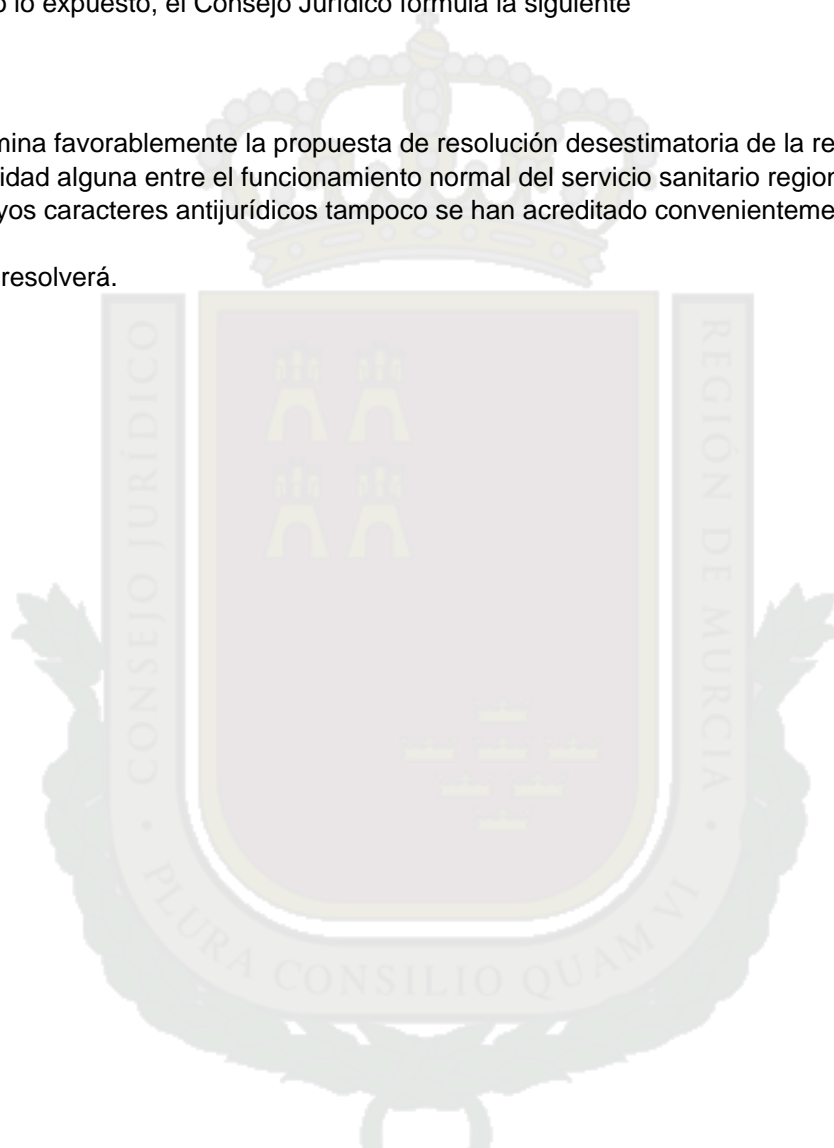 lo expuesto, el Consejo Jurídico formula la siguiente
mina favorablemente la propuesta de resolución desestimatoria de la re
idad alguna entre el funcionamiento normal del servicio sanitario region
yos caracteres antijurídicos tampoco se han acreditado convenienteme
resolverá.
CONSEJO JURÍDICO
REGIÓN DE MURCIA
PLURA CONSILIO QUAM VI